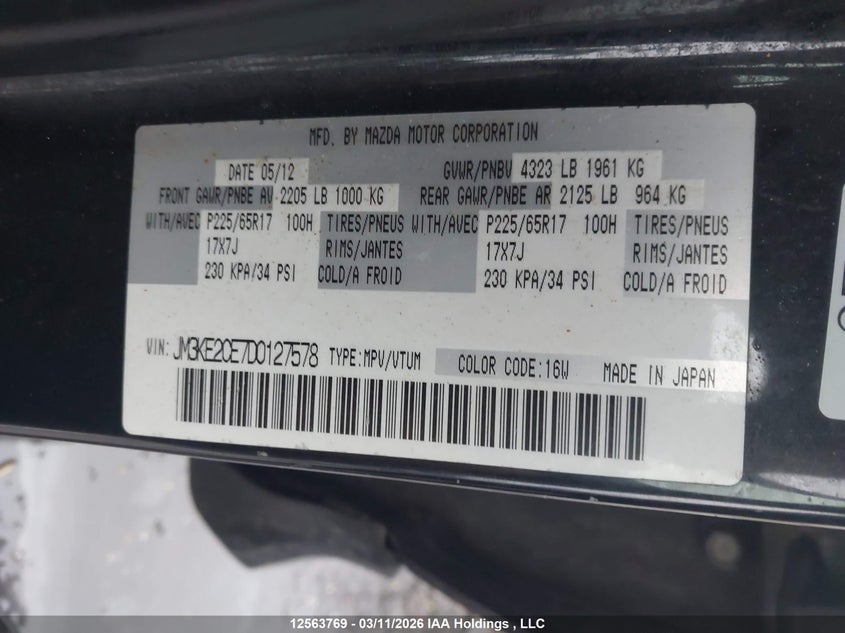 MFD. BY MAZDA MOTOR CORPORATION
DATE 05/12 GVWR/PNBV 4323 LB 1961 KG
FRONT GAWR/PNBE AV 2205 LB 1000 KG REAR GAWR/PNBE AR 2125 LB 964 KG
WITH/AVEC P225/65R17 100H TIRES/PNEUS WITH/AVEC P225/65R17 100H TIRES/PNEUS
17X7J RIMS/JANTES 17X7J RIMS/JANTES
230 KPA/34 PSI COLD/A FROID 230 KPA/34 PSI COLD/A FROID
VIN: JM3KE2CE7D0127578 TYPE:MPV/VTUM COLOR CODE:16W MADE IN JAPAN
12563769 - 03/11/2026 IAA Holdings , LLC